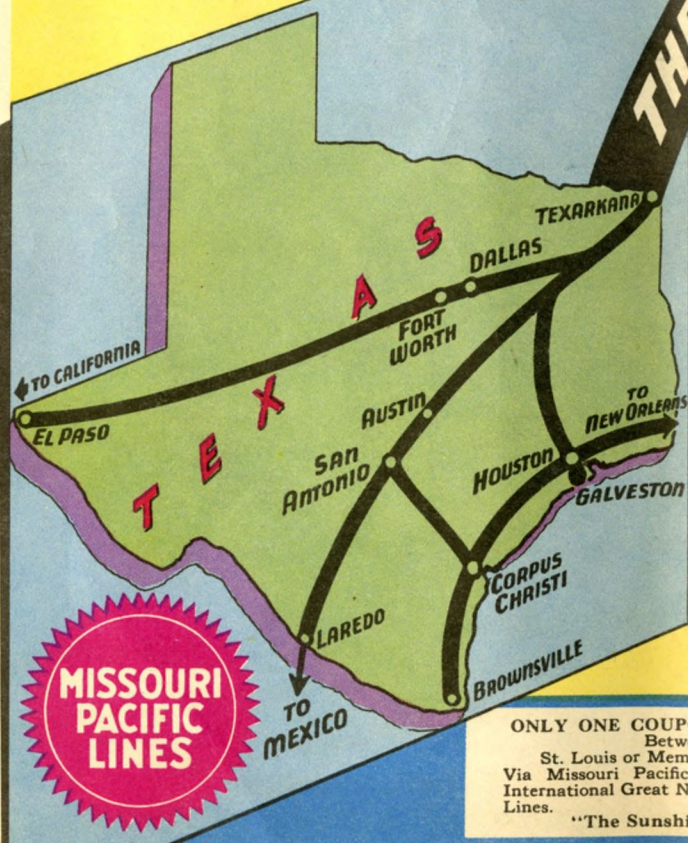 THE
TEXARKANA
TEXAS
DALLAS
FORT
WORTH
TO CALIFORNIA
EL PASO
AUSTIN
SAN
ANTONIO
TO
NEW ORLEANS
HOUSTON
GALVESTON
CORPUS
CHRISTI
LAREDO
BROWNSVILLE
TO
MEXICO
MISSOURI
PACIFIC
LINES
ONLY ONE COUP
Betw
St. Louis or Mem
Via Missouri Pacific
International Great N
Lines.
"The Sunshi